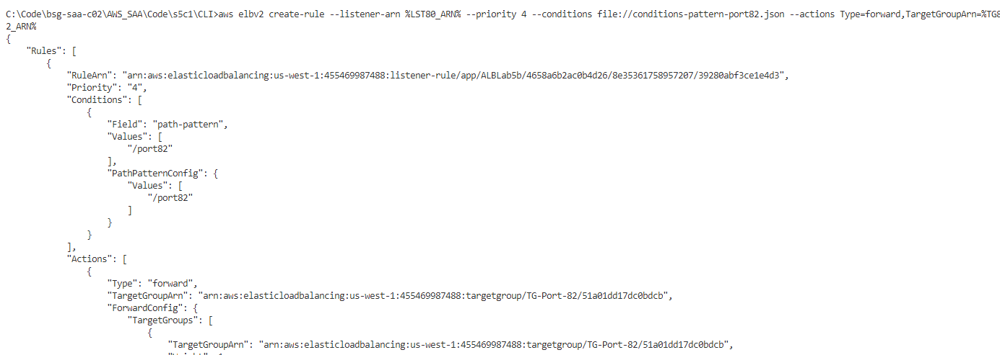 C:\Code\bsg-saa-c02\AWS_SAA\Code\s5c1\CLI>aws elbv2 create-rule --listener-arn %LST80_ARN% --priority 4 --conditions file://conditions-pattern-port82.json --actions Type=forward,TargetGroupArn=%TG8
2_ARN%
{
    "Rules": [
        {
            "RuleArn": "arn:aws:elasticloadbalancing:us-west-1:455469987488:listener-rule/app/ALBLab5b/4658a6b2ac0b4d26/8e35361758957207/39280abf3ce1e4d3",
            "Priority": "4",
            "Conditions": [
                {
                    "Field": "path-pattern",
                    "Values": [
                        "/port82"
                    ],
                    "PathPatternConfig": {
                        "Values": [
                            "/port82"
                        ]
                    }
                }
            ],
            "Actions": [
                {
                    "Type": "forward",
                    "TargetGroupArn": "arn:aws:elasticloadbalancing:us-west-1:455469987488:targetgroup/TG-Port-82/51a01dd17dc0bdcb",
                    "ForwardConfig": {
                        "TargetGroups": [
                            {
                                "TargetGroupArn": "arn:aws:elasticloadbalancing:us-west-1:455469987488:targetgroup/TG-Port-82/51a01dd17dc0bdcb",